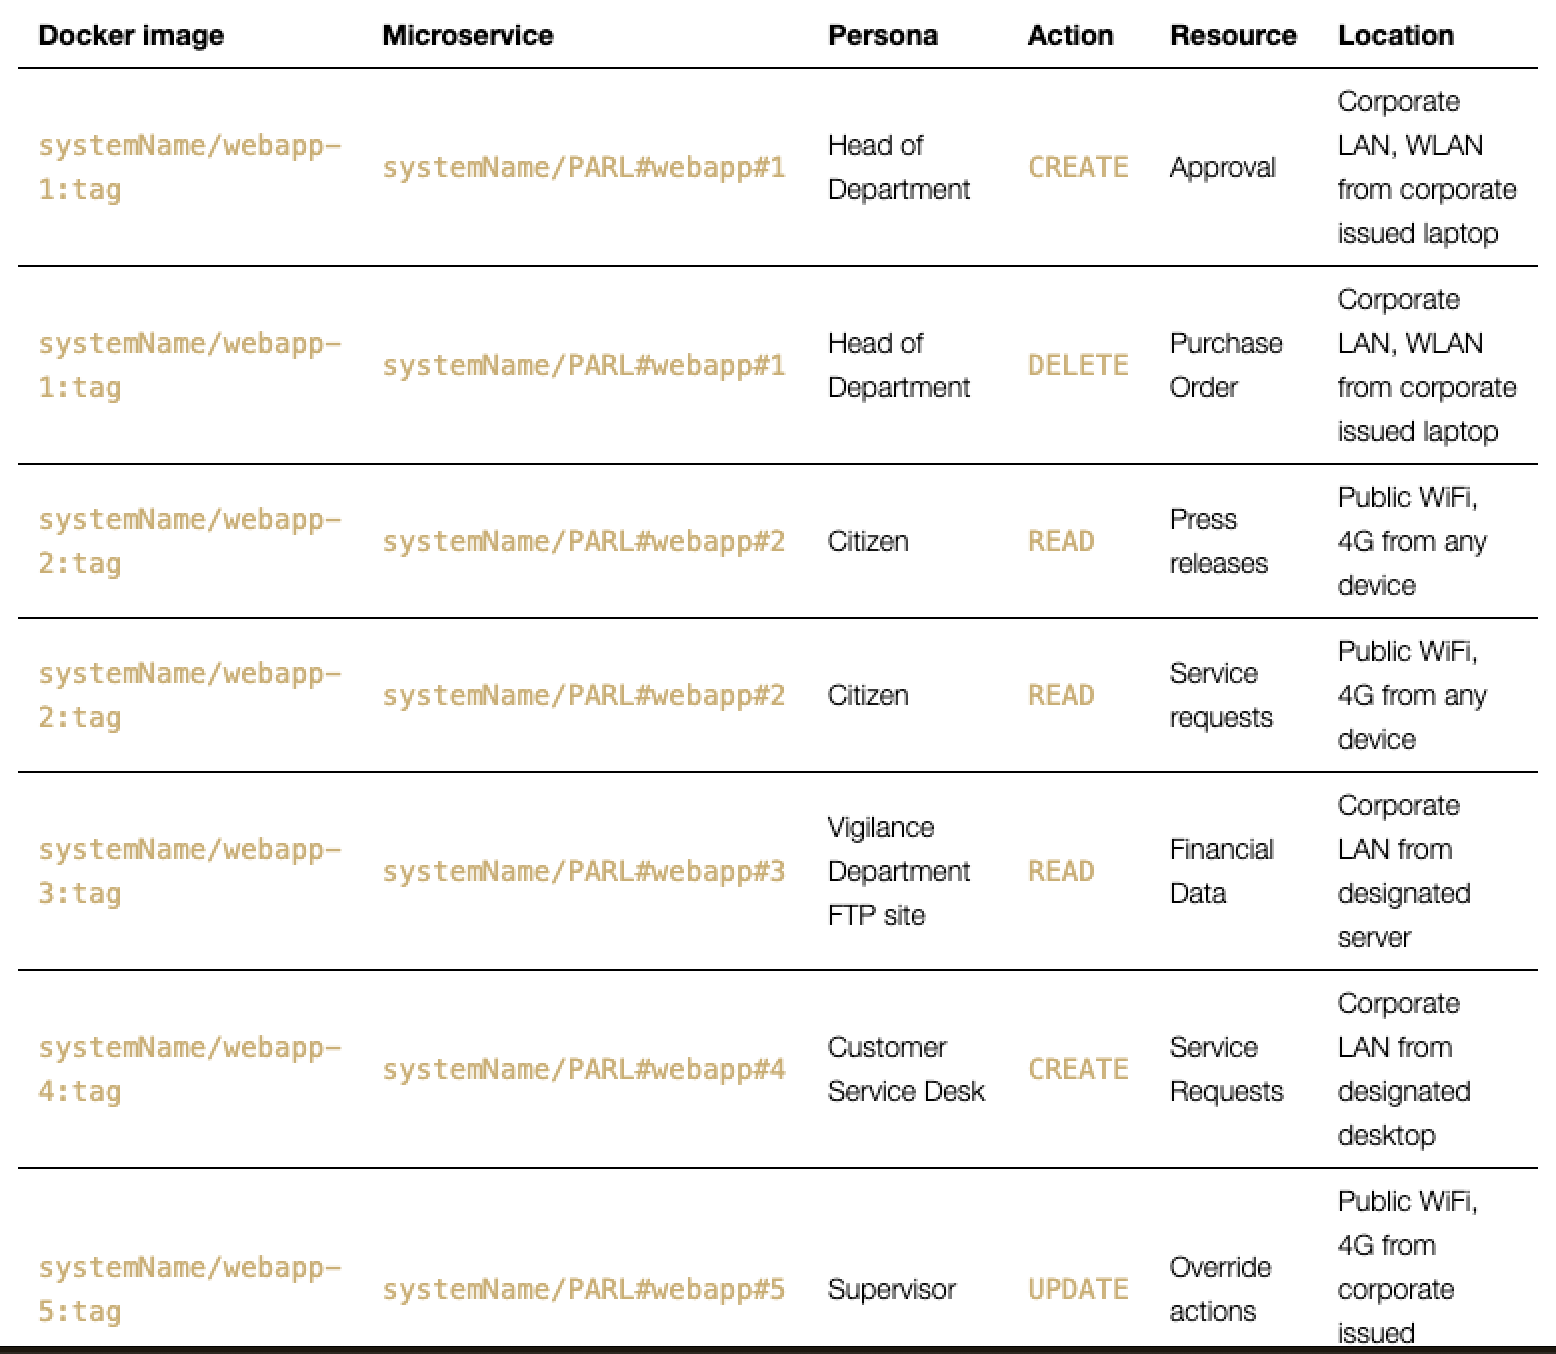 Docker image Microservice Persona Action Resource Location
systemName/webapp-1:tag systemName/PARL#webapp#1 Head of Department CREATE Approval Corporate LAN, WLAN from corporate issued laptop
systemName/webapp-1:tag systemName/PARL#webapp#1 Head of Department DELETE Purchase Order Corporate LAN, WLAN from corporate issued laptop
systemName/webapp-2:tag systemName/PARL#webapp#2 Citizen READ Press releases Public WiFi, 4G from any device
systemName/webapp-2:tag systemName/PARL#webapp#2 Citizen READ Service requests Public WiFi, 4G from any device
systemName/webapp-3:tag systemName/PARL#webapp#3 Vigilance Department FTP site READ Financial Data Corporate LAN from designated server
systemName/webapp-4:tag systemName/PARL#webapp#4 Customer Service Desk CREATE Service Requests Corporate LAN from designated desktop
systemName/webapp-5:tag systemName/PARL#webapp#5 Supervisor UPDATE Override actions Public WiFi, 4G from corporate issued